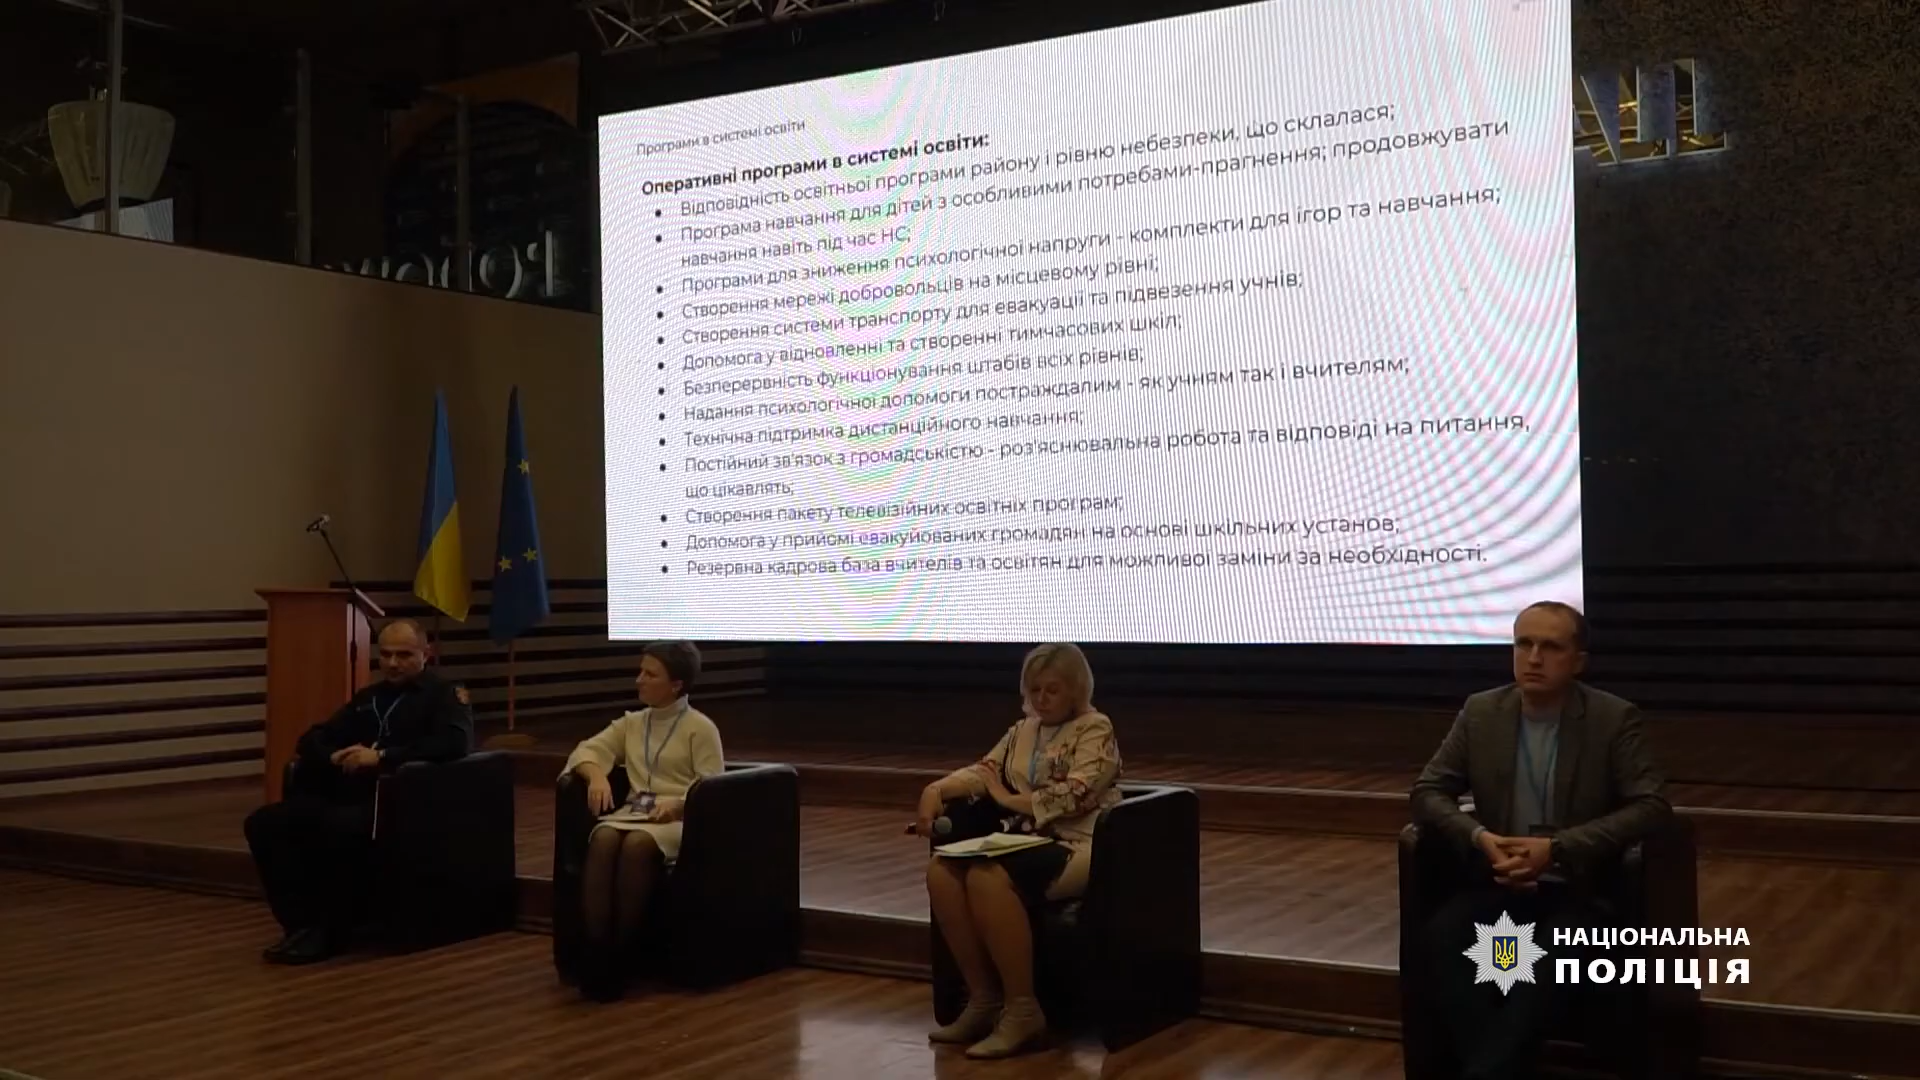 Програми в системі освіти
Оперативні програми в системі освіти:
• Відповідність освітньої програми району і рівню небезпеки, що склалася;
• Програма навчання для дітей з особливими потребами-прагнення; продовжувати
навчання навіть під час НС;
• Програми для зниження психологічної напруги - комплекти для ігор та навчання;
• Створення мережі добровольців на місцевому рівні;
• Створення системи транспорту для евакуації та підвезення учнів;
• Допомога у відновленні та створенні тимчасових шкіл;
• Безперервність функціонування штабів всіх рівнів;
• Надання психологічної допомоги постраждалим - як учням так і вчителям;
• Технічна підтримка дистанційного навчання;
• Постійний зв'язок з громадськістю - роз'яснювальна робота та відповіді на питання,
що цікавлять;
• Створення пакету телевізійних освітніх програм;
• Допомога у прийомі евакуйованих громадян на основі шкільних установ;
• Резервна кадрова база вчителів та освітян для можливої заміни за необхідності.
НАЦІОНАЛЬНА
ПОЛІЦІЯ